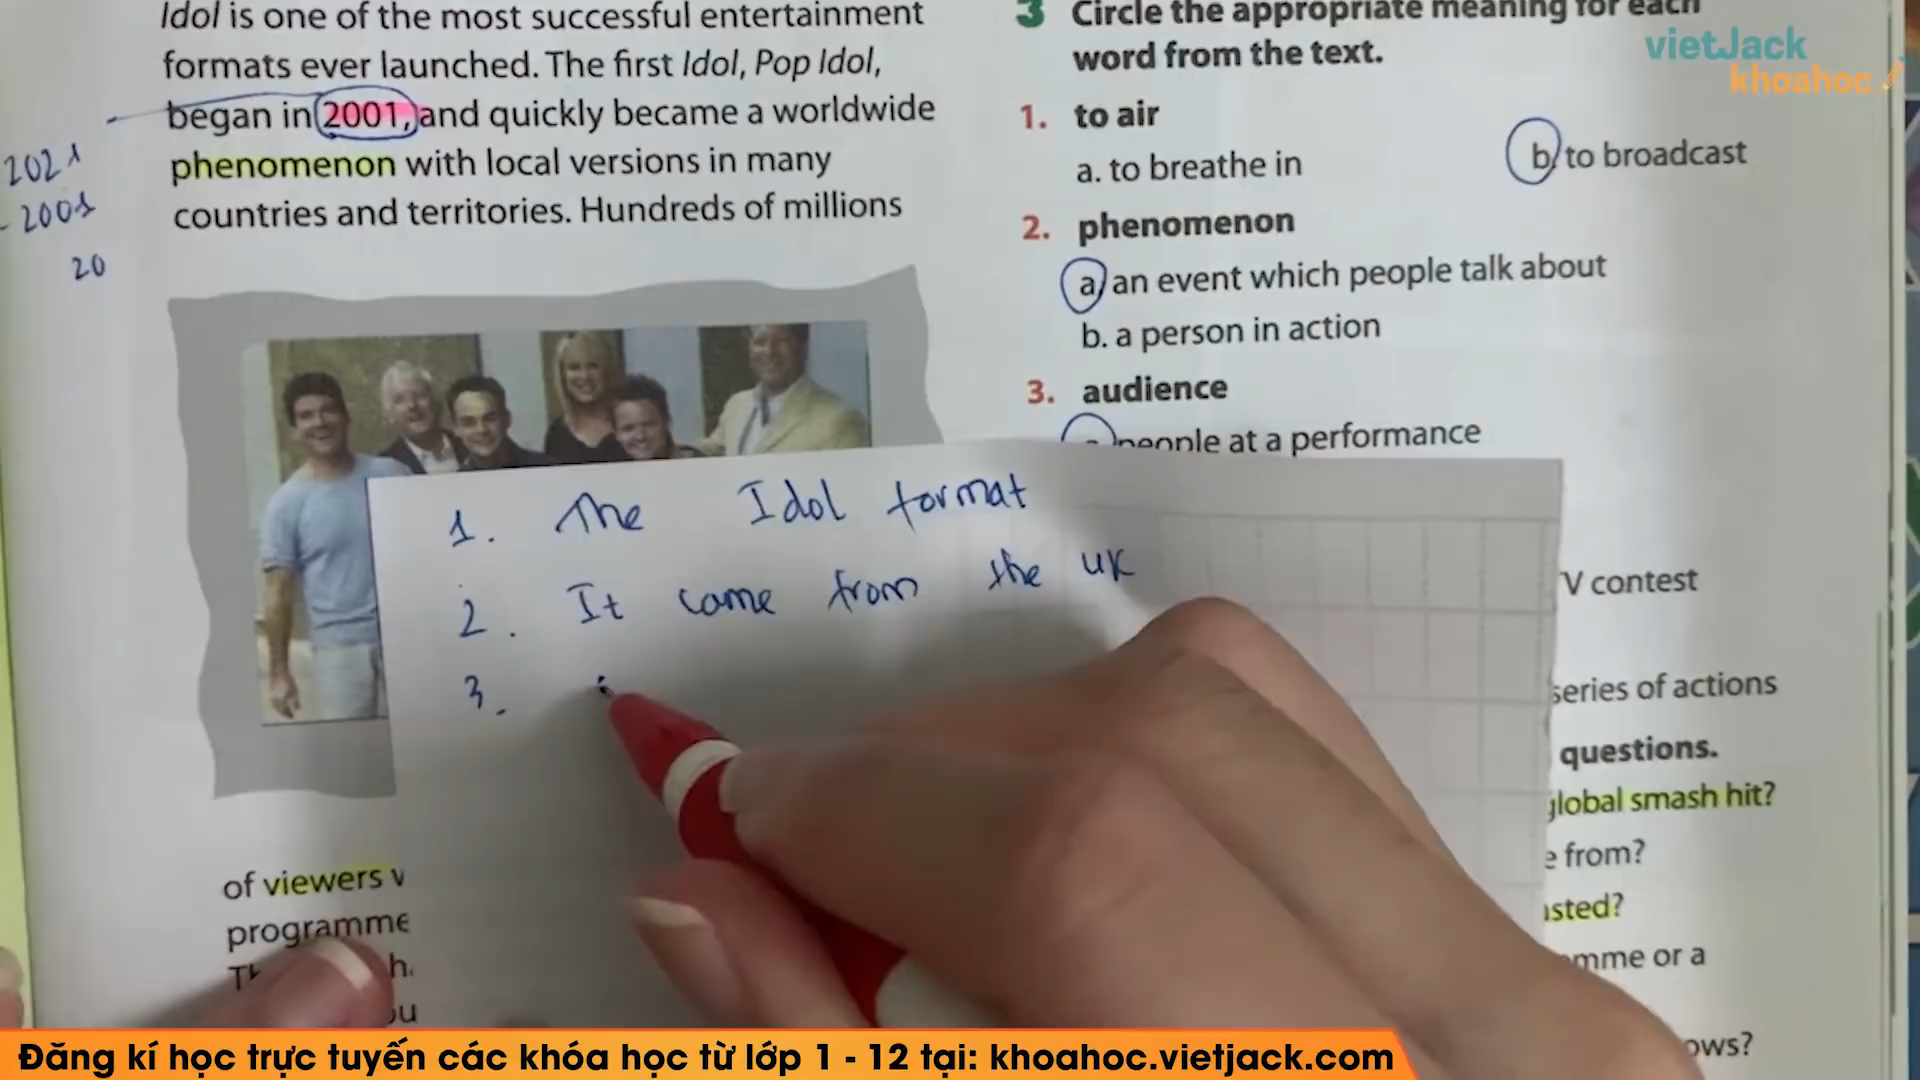 Idol is one of the most successful entertainment
formats ever launched. The first Idol, Pop Idol,
began in 2001, and quickly became a worldwide
phenomenon with local versions in many
countries and territories. Hundreds of millions
2021
- 2001
20
of viewers
programme
3 Circle the appropriate meaning for each
word from the text.
1. to air
a. to breathe in
b. to broadcast
2. phenomenon
a. an event which people talk about
b. a person in action
3. audience
people at a performance
TV contest
series of actions
questions.
global smash hit?
from?
mme or a
1. The Idol format
2. It came from the UK
3.
vietJack
khoahoc
Đăng kí học trực tuyến các khóa học từ lớp 1 - 12 tại: khoahoc.vietjack.com